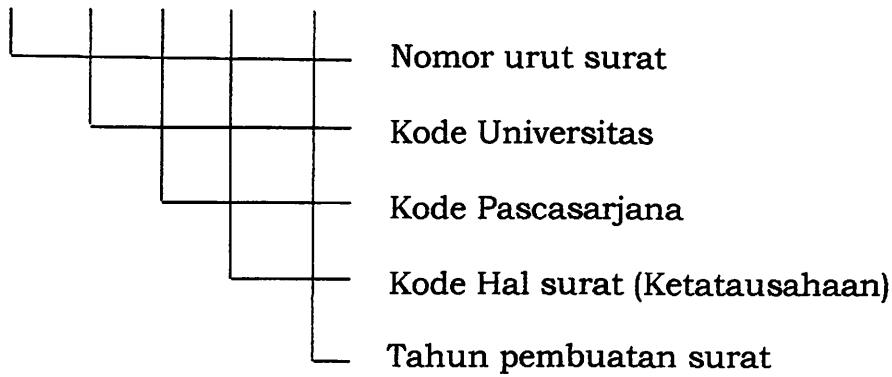 Nomor urut surat
Kode Universitas
Kode Pascasarjana
Kode Hal surat (Ketatausahaan)
Tahun pembuatan surat